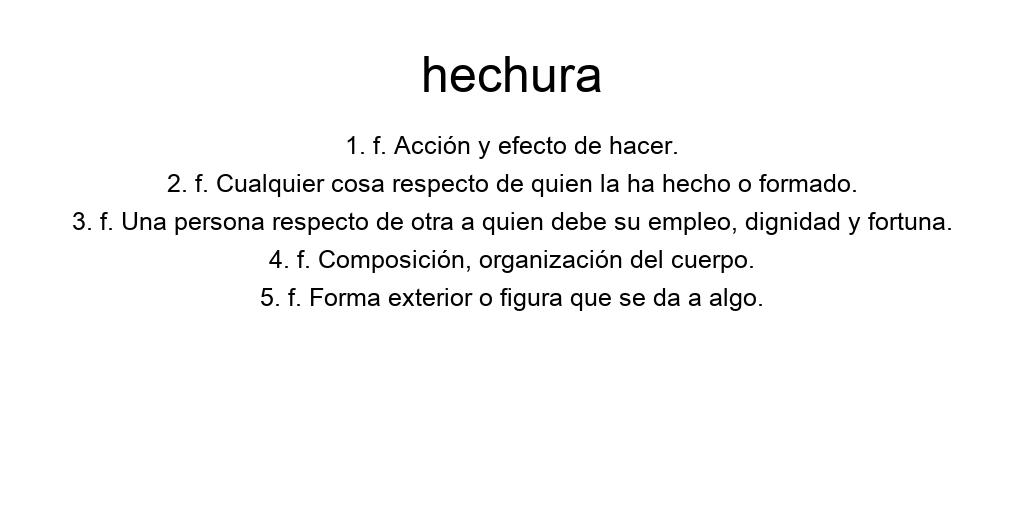 hechura
1. f. Acción y efecto de hacer.
2. f. Cualquier cosa respecto de quien la ha hecho o formado.
3. f. Una persona respecto de otra a quien debe su empleo, dignidad y fortuna.
4. f. Composición, organización del cuerpo.
5. f. Forma exterior o figura que se da a algo.